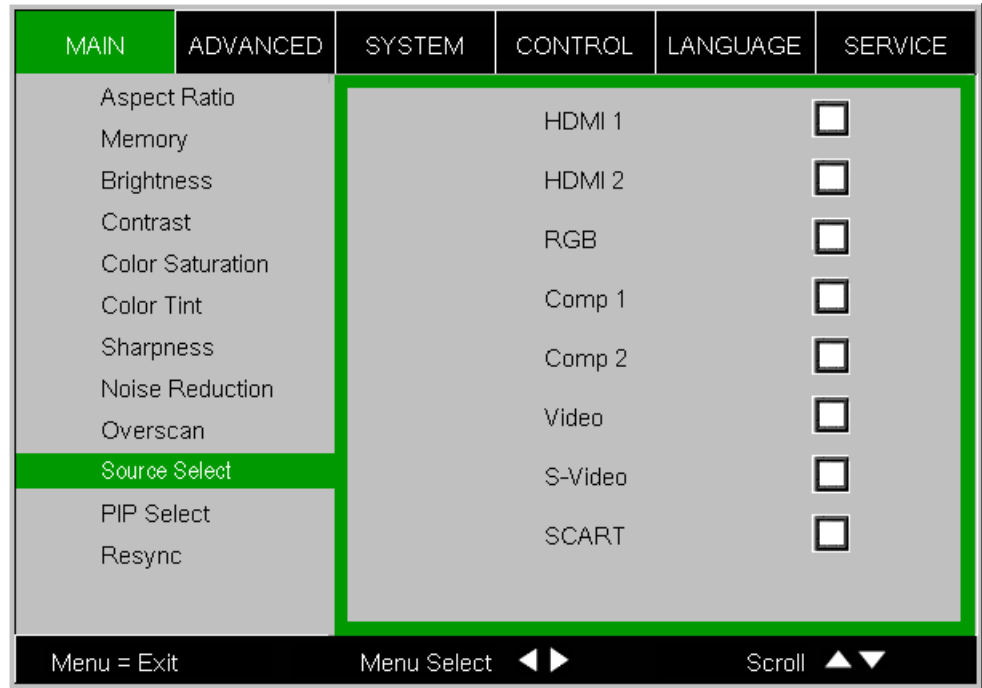 MAIN ADVANCED SYSTEM CONTROL LANGUAGE SERVICE
Aspect Ratio
Memory
Brightness
Contrast
Color Saturation
Color Tint
Sharpness
Noise Reduction
Overscan
Source Select
PIP Select
Resync
HDMI 1
HDMI 2
RGB
Comp 1
Comp 2
Video
S-Video
SCART
Menu = Exit Menu Select Scroll